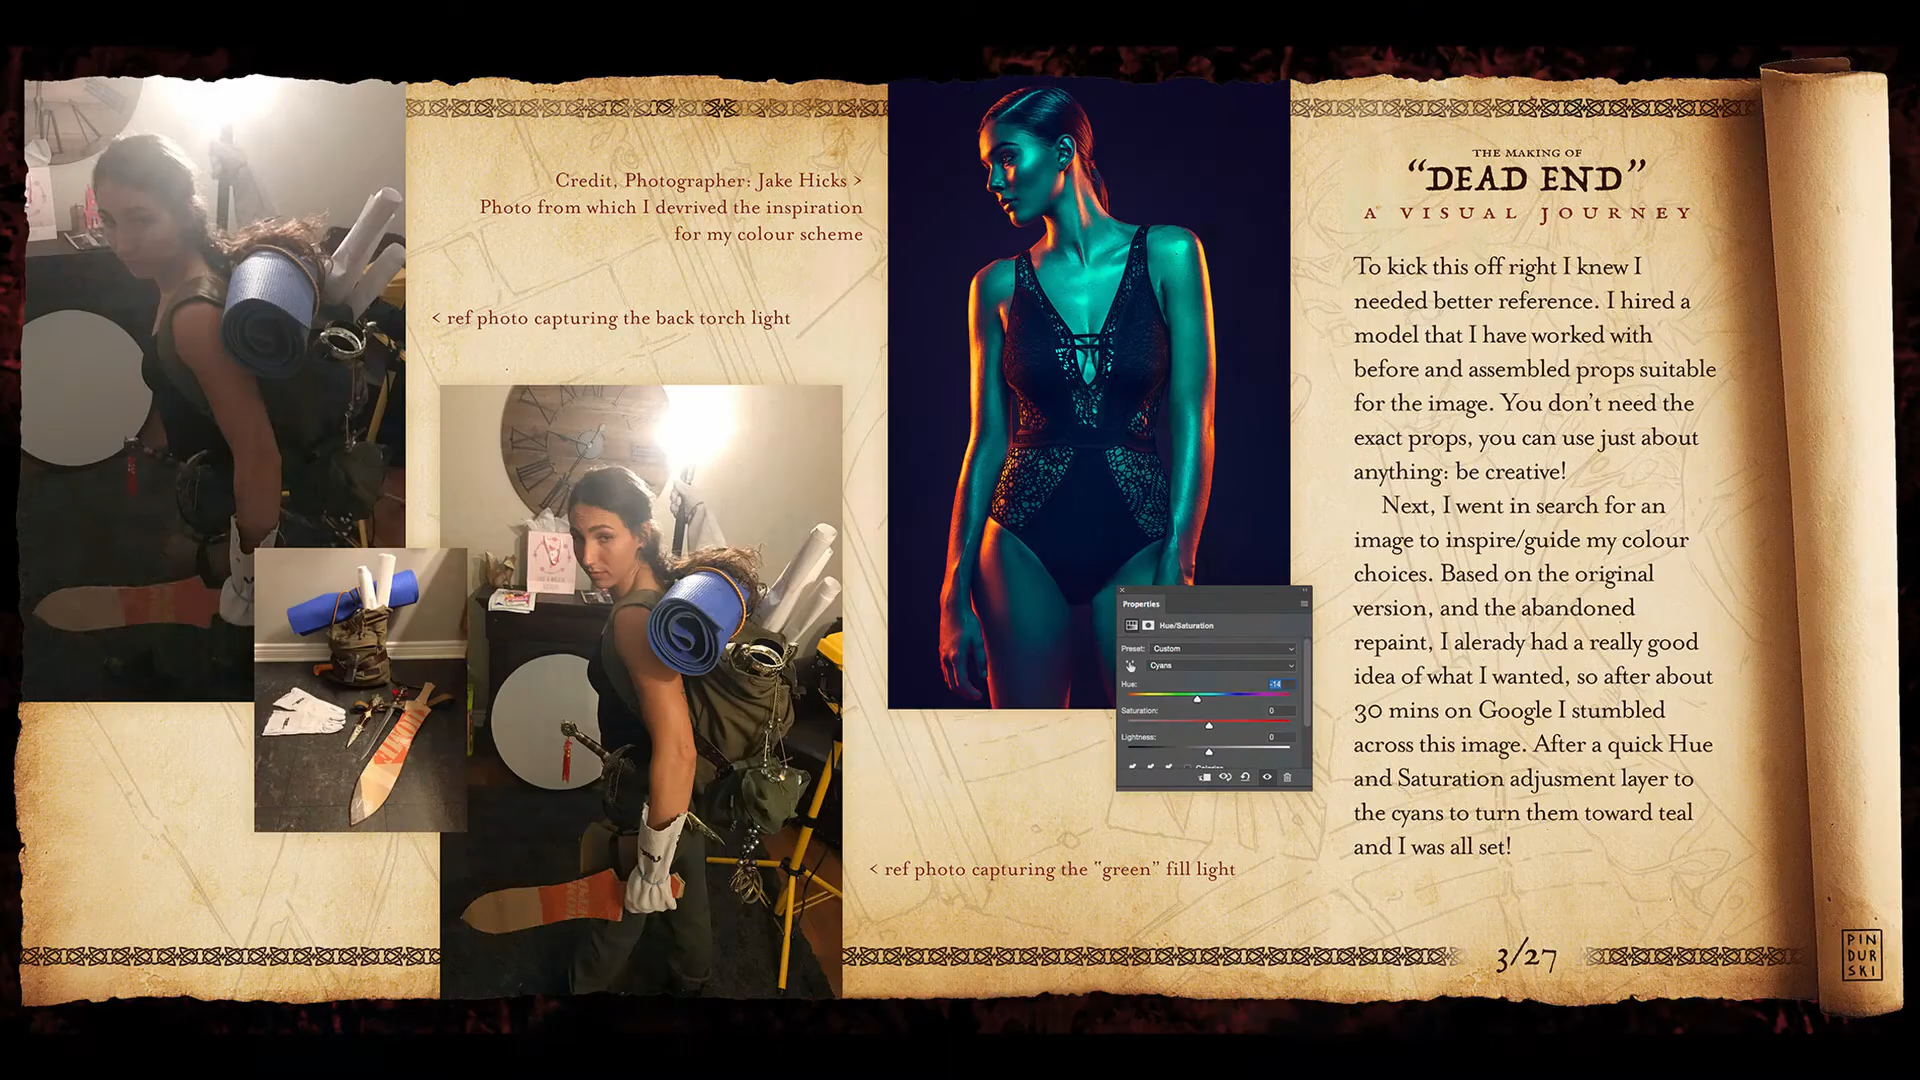 Credit, Photographer: Jake Hicks >
Photo from which I devrived the inspiration
for my colour scheme
< ref photo capturing the back torch light
< ref photo capturing the "green" fill light
Properties
Hue/Saturation
Preset: Custom
Cyans
Hue: -14
Saturation: 0
Lightness: 0
THE MAKING OF
“DEAD END”
A VISUAL JOURNEY
To kick this off right I knew I
needed better reference. I hired a
model that I have worked with
before and assembled props suitable
for the image. You don’t need the
exact props, you can use just about
anything: be creative!
Next, I went in search for an
image to inspire/guide my colour
choices. Based on the original
version, and the abandoned
repaint, I alerady had a really good
idea of what I wanted, so after about
30 mins on Google I stumbled
across this image. After a quick Hue
and Saturation adjusment layer to
the cyans to turn them toward teal
and I was all set!
3/27
PIN
DUR
SKI